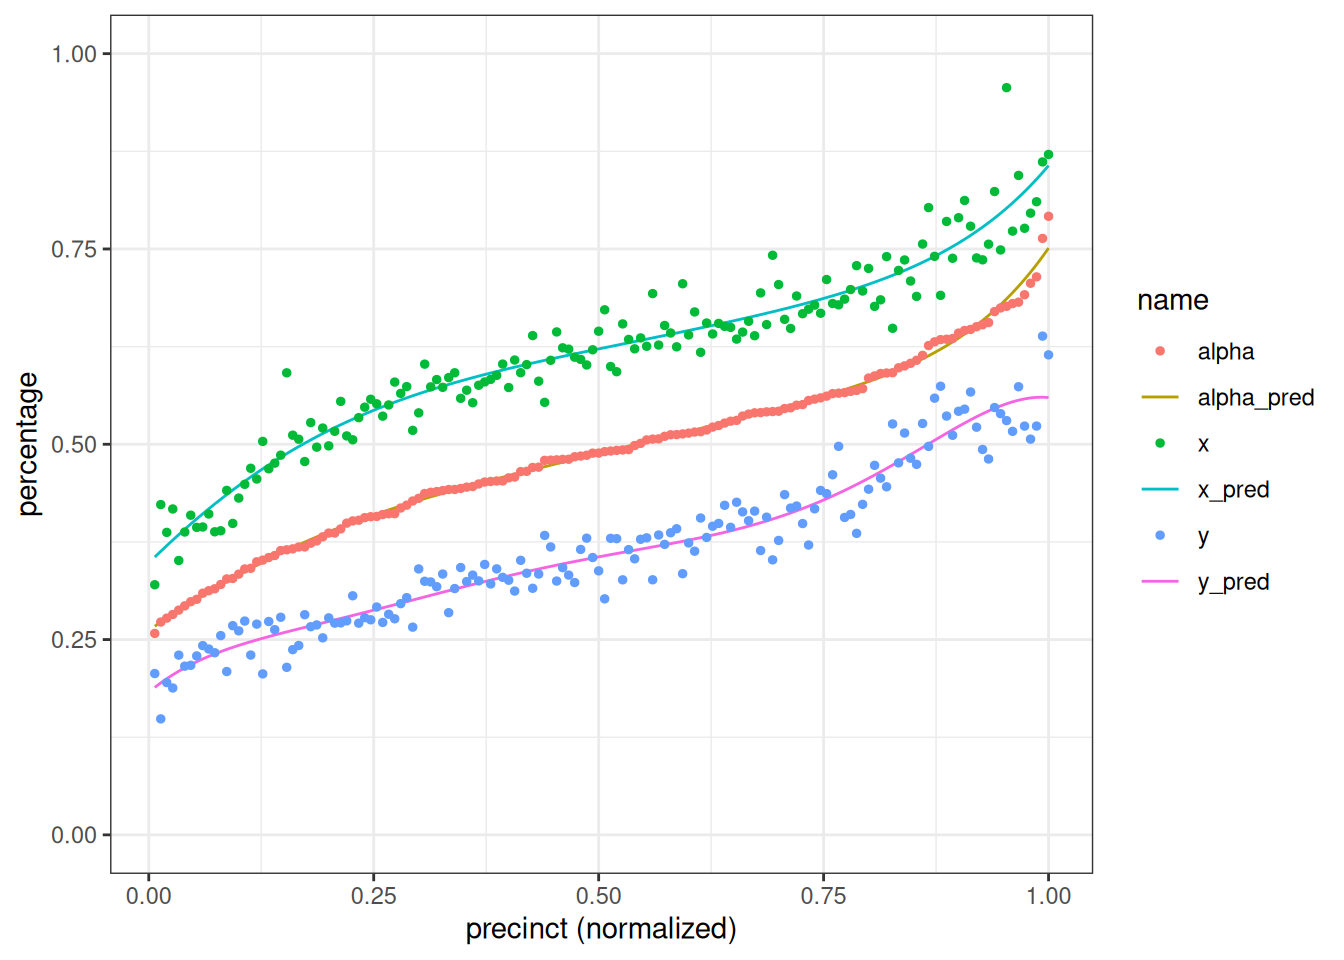 1.00
0.75
0.50
0.25
0.00
percentage
0.00 0.25 0.50 0.75 1.00
precinct (normalized)
name
alpha
alpha_pred
x
x_pred
y
y_pred